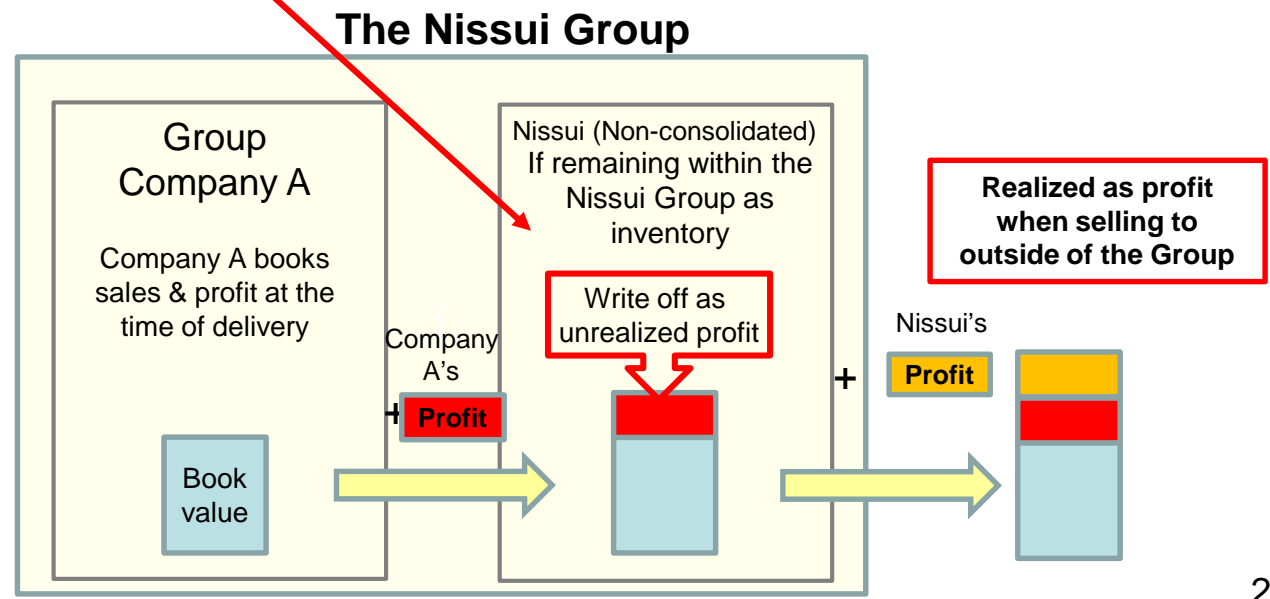 The Nissui Group
Group
Company A
Company A books
sales & profit at the
time of delivery
Book
value
Company
A's
+
Profit
Nissui (Non-consolidated)
If remaining within the
Nissui Group as
inventory
Write off as
unrealized profit
+
Nissui's
Profit
Realized as profit
when selling to
outside of the Group
2